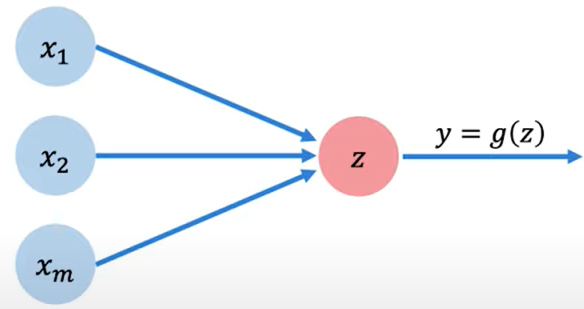 x₁
x₂
xₘ
z
y = g(z)